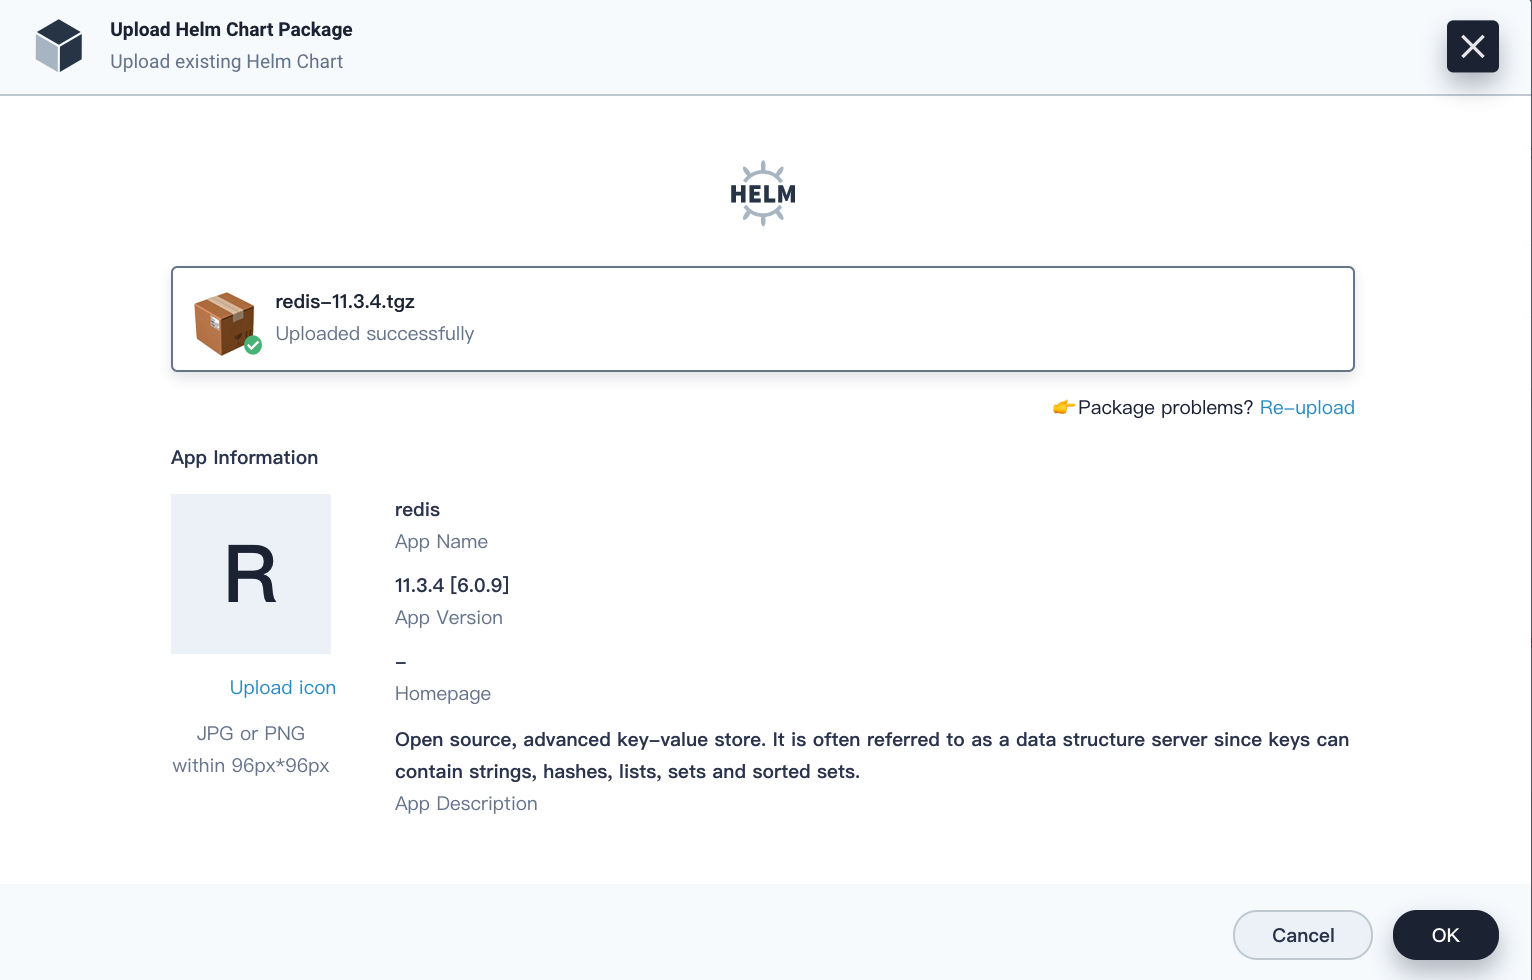 Upload Helm Chart Package
Upload existing Helm Chart
HELM
redis-11.3.4.tgz
Uploaded successfully
👉Package problems? Re-upload
App Information
R
Upload icon
JPG or PNG
within 96px*96px
redis
App Name
11.3.4 [6.0.9]
App Version
-
Homepage
Open source, advanced key-value store. It is often referred to as a data structure server since keys can
contain strings, hashes, lists, sets and sorted sets.
App Description
Cancel
OK